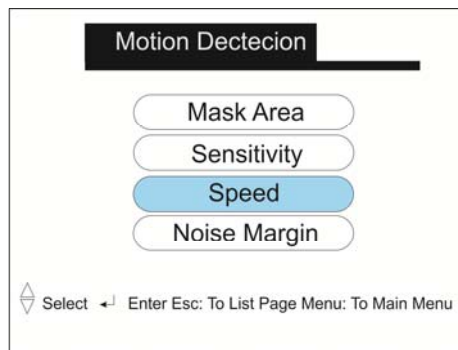 Motion Dectecion
Mask Area
Sensitivity
Speed
Noise Margin
Select Enter Esc: To List Page Menu: To Main Menu